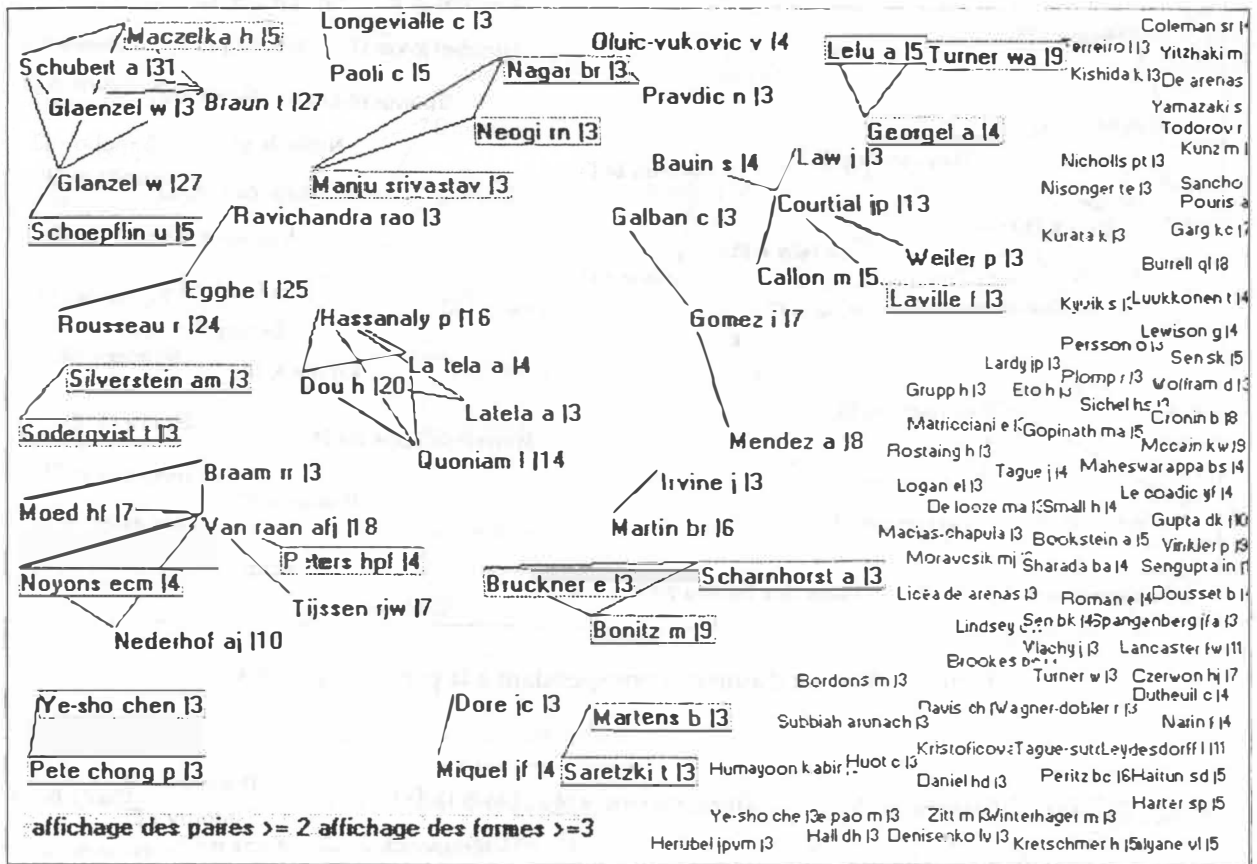 Longevialle c |3
Maczelka h |5
Schubert a |31
Paoli c |5
Glaenzel w |3
Braun t |27
Glanzel w |27
Schoepflin u |5
Oluic-vukovic v |4
Nagar br |3
Pravdic n |3
Neogi rn |3
Manju srivastav |3
Ravichandra rao |3
Egghe l |25
Rousseau r |24
Lelu a |5
Turner wa |9
Georgel a |4
Bauin s |4
Law j |3
Courtial jp |13
Galban c |3
Weiler p |3
Callon m |5
Laville f |3
Gomez i |7
Mendez a |8
Hassanaly p |16
La tela a |4
Dou h |20
Latela a |3
Quoniam l |14
Silverstein am |3
Soderqvist t |3
Braam rr |3
Moed hf |7
Van raan afj |18
Peters hpf |4
Noyons ecm |4
Tijssen rjw |7
Nederhof aj |10
Irvine j |3
Martin br |6
Bruckner e |3
Scharnhorst a |3
Bonitz m |9
Ye-sho chen |3
Pete chong p |3
Dore jc |3
Miquel jf |4
Martens b |3
Saretzki t |3
Coleman sr |4
Ferreiro l |3
Yitzhaki m
Kishida k |3
De arenas
Yamazaki s
Todorov r
Kunz m
Nicholls pt |3
Nisonger te |3
Sancho
Pouris a
Kurata k |3
Garg kc |7
Burrell ql |8
Kyvik s
Luukkonen t |4
Lewison g |4
Persson o |3
Sen sk |5
Lardy jp |3
Plomp r |3
Wolfram d |3
Grupp h |3
Eto h |3
Sichel hs |3
Cronin b |8
Matricciani e
Gopinath ma |5
Mccain kw |9
Rostaing h |3
Tague j |4
Maheswarappa bs |4
Logan el |3
Le coadic yf |4
De looze ma
Small h |4
Gupta dk |10
Macias-chapula |3
Bookstein a |5
Vinkler p |3
Moravcsik mj
Sharada ba |4
Sengupta in
Licea de arenas |3
Roman e |4
Dousset b
Lindsey
Sen bk |4
Spangenberg jfa |3
Vlachy j |3
Lancaster fw |11
Brookes bc
Turner w |3
Czerwon hj |7
Bordons m |3
Dutheuil c |4
Davis ch
Wagner-dobler r |3
Subbiah arunach |3
Narin f |4
Kristoficova
Tague-sutc
Leydesdorff l |11
Humayoon kabir
Huot c |3
Daniel hd |3
Peritz bc |6
Haitun sd |5
Harter sp |5
Ye-sho che |3
e pao m |3
Zitt m |3
Winterhager m |3
Herubel jpvm |3
Hall dh |3
Denisenko lv |3
Kretschmer h |5
alyane vl |5
affichage des paires >= 2 affichage des formes >=3